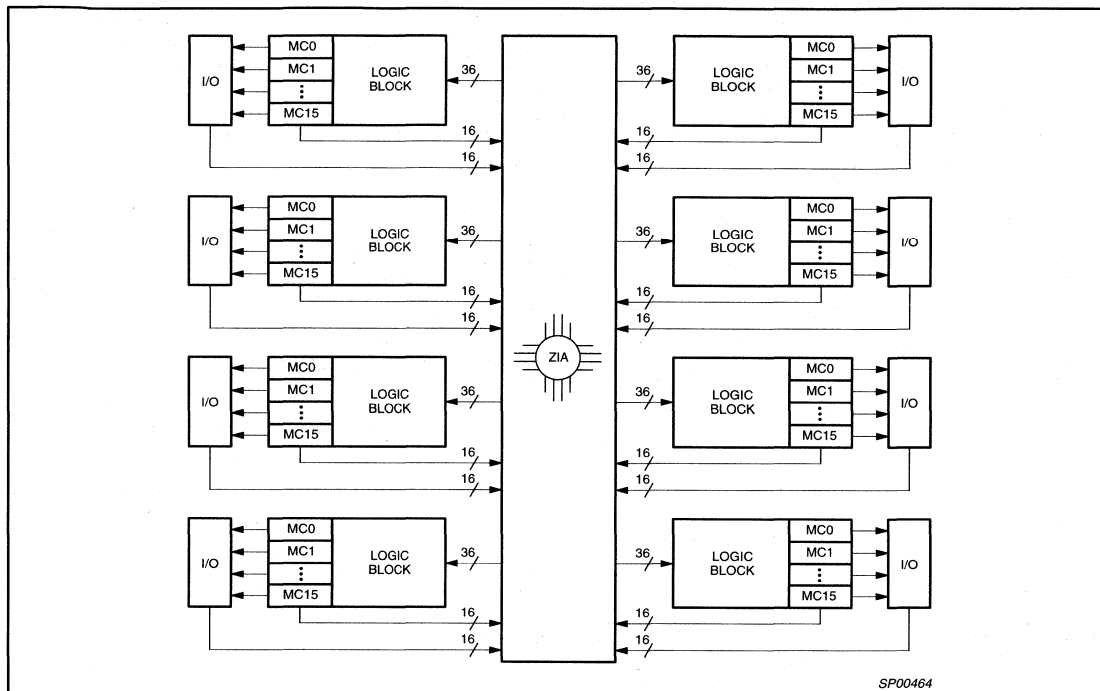 MC0 MC0
I/O MC1 LOGIC BLOCK 36 36 LOGIC BLOCK MC1 I/O
⋮ ⋮
MC15 MC15
16 16
16 16
MC0 MC0
I/O MC1 LOGIC BLOCK 36 36 LOGIC BLOCK MC1 I/O
⋮ ⋮
MC15 MC15
16 16
16 16
ZIA
MC0 MC0
I/O MC1 LOGIC BLOCK 36 36 LOGIC BLOCK MC1 I/O
⋮ ⋮
MC15 MC15
16 16
16 16
MC0 MC0
I/O MC1 LOGIC BLOCK 36 36 LOGIC BLOCK MC1 I/O
⋮ ⋮
MC15 MC15
16 16
16 16
SP00464